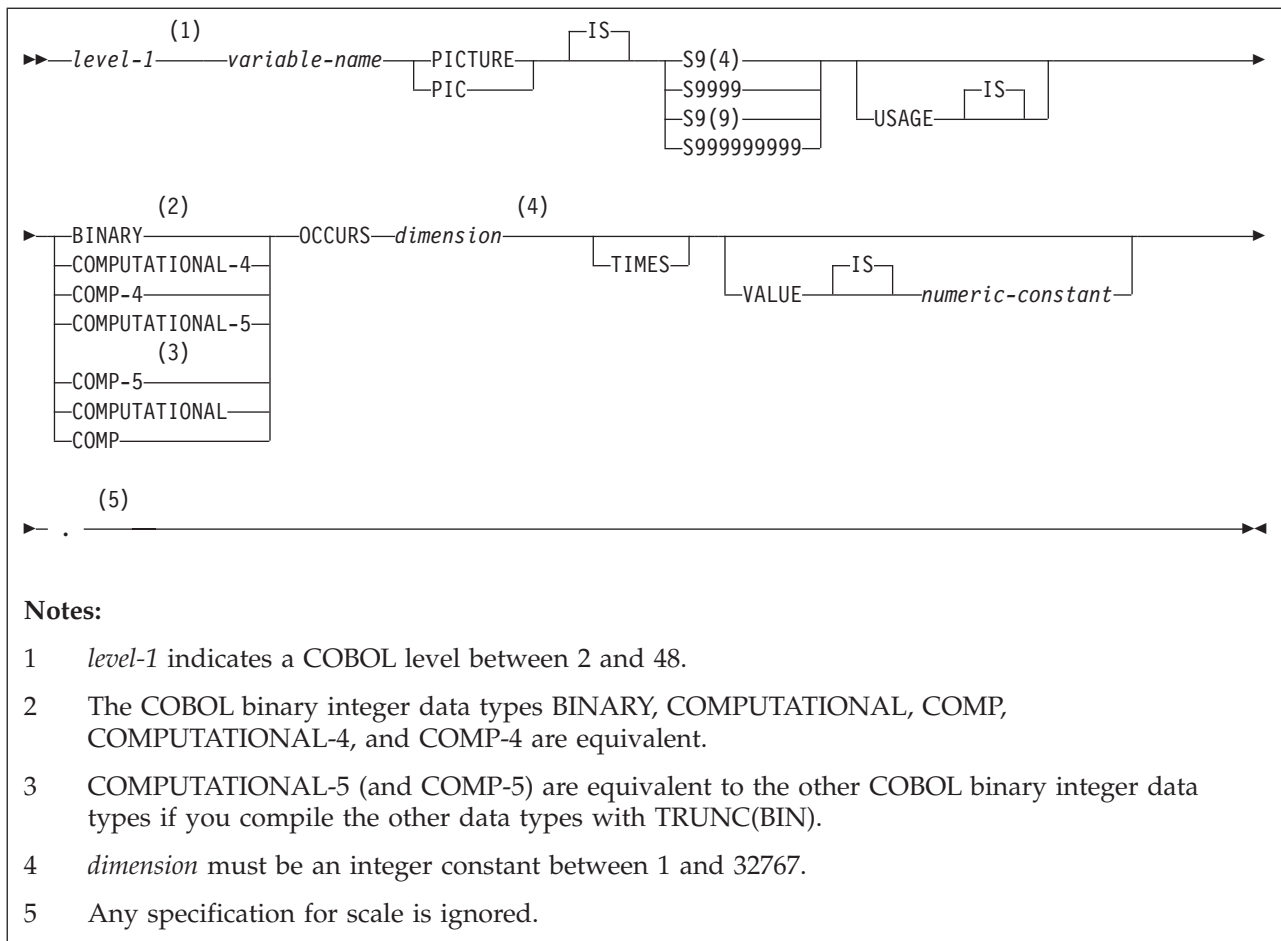 (1) IS
level-1 variable-name PICTURE S9(4)
PIC S9999 IS
S9(9) USAGE
S999999999
(2) (4)
BINARY OCCURS dimension
COMPUTATIONAL-4 TIMES IS
COMP-4 VALUE numeric-constant
COMPUTATIONAL-5
(3)
COMP-5
COMPUTATIONAL
COMP
(5)
.
Notes:
1 level-1 indicates a COBOL level between 2 and 48.
2 The COBOL binary integer data types BINARY, COMPUTATIONAL, COMP,
COMPUTATIONAL-4, and COMP-4 are equivalent.
3 COMPUTATIONAL-5 (and COMP-5) are equivalent to the other COBOL binary integer data
types if you compile the other data types with TRUNC(BIN).
4 dimension must be an integer constant between 1 and 32767.
5 Any specification for scale is ignored.